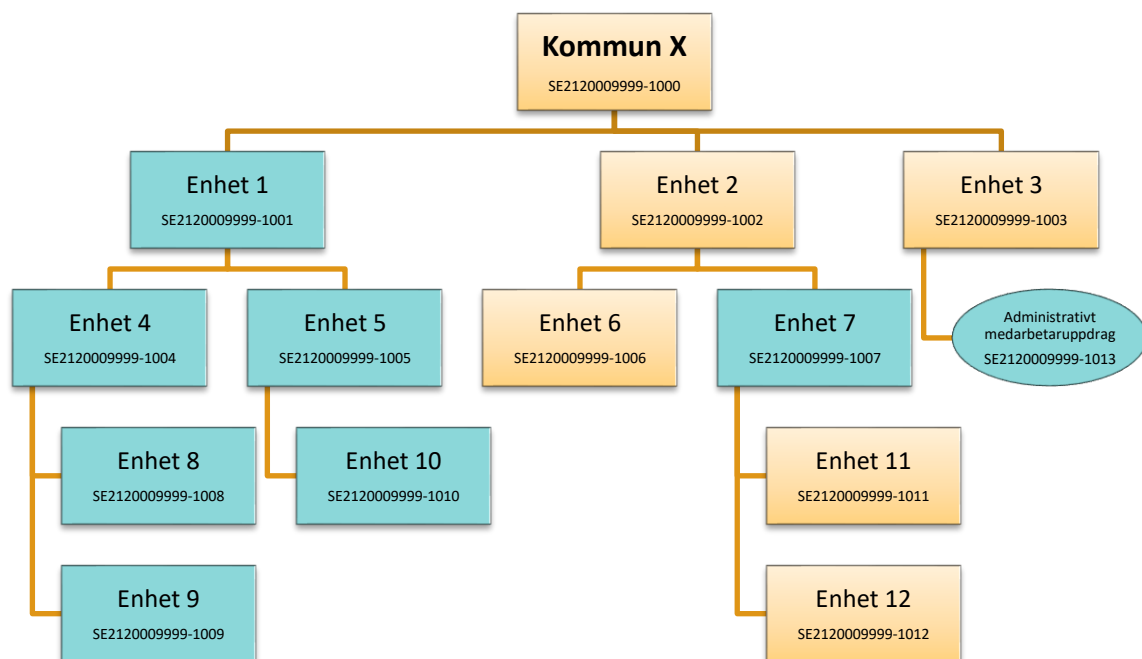 Kommun X
SE2120009999-1000
Enhet 1
SE2120009999-1001
Enhet 2
SE2120009999-1002
Enhet 3
SE2120009999-1003
Enhet 4
SE2120009999-1004
Enhet 5
SE2120009999-1005
Enhet 6
SE2120009999-1006
Enhet 7
SE2120009999-1007
Administrativt
medarbetaruppdrag
SE2120009999-1013
Enhet 8
SE2120009999-1008
Enhet 10
SE2120009999-1010
Enhet 11
SE2120009999-1011
Enhet 9
SE2120009999-1009
Enhet 12
SE2120009999-1012